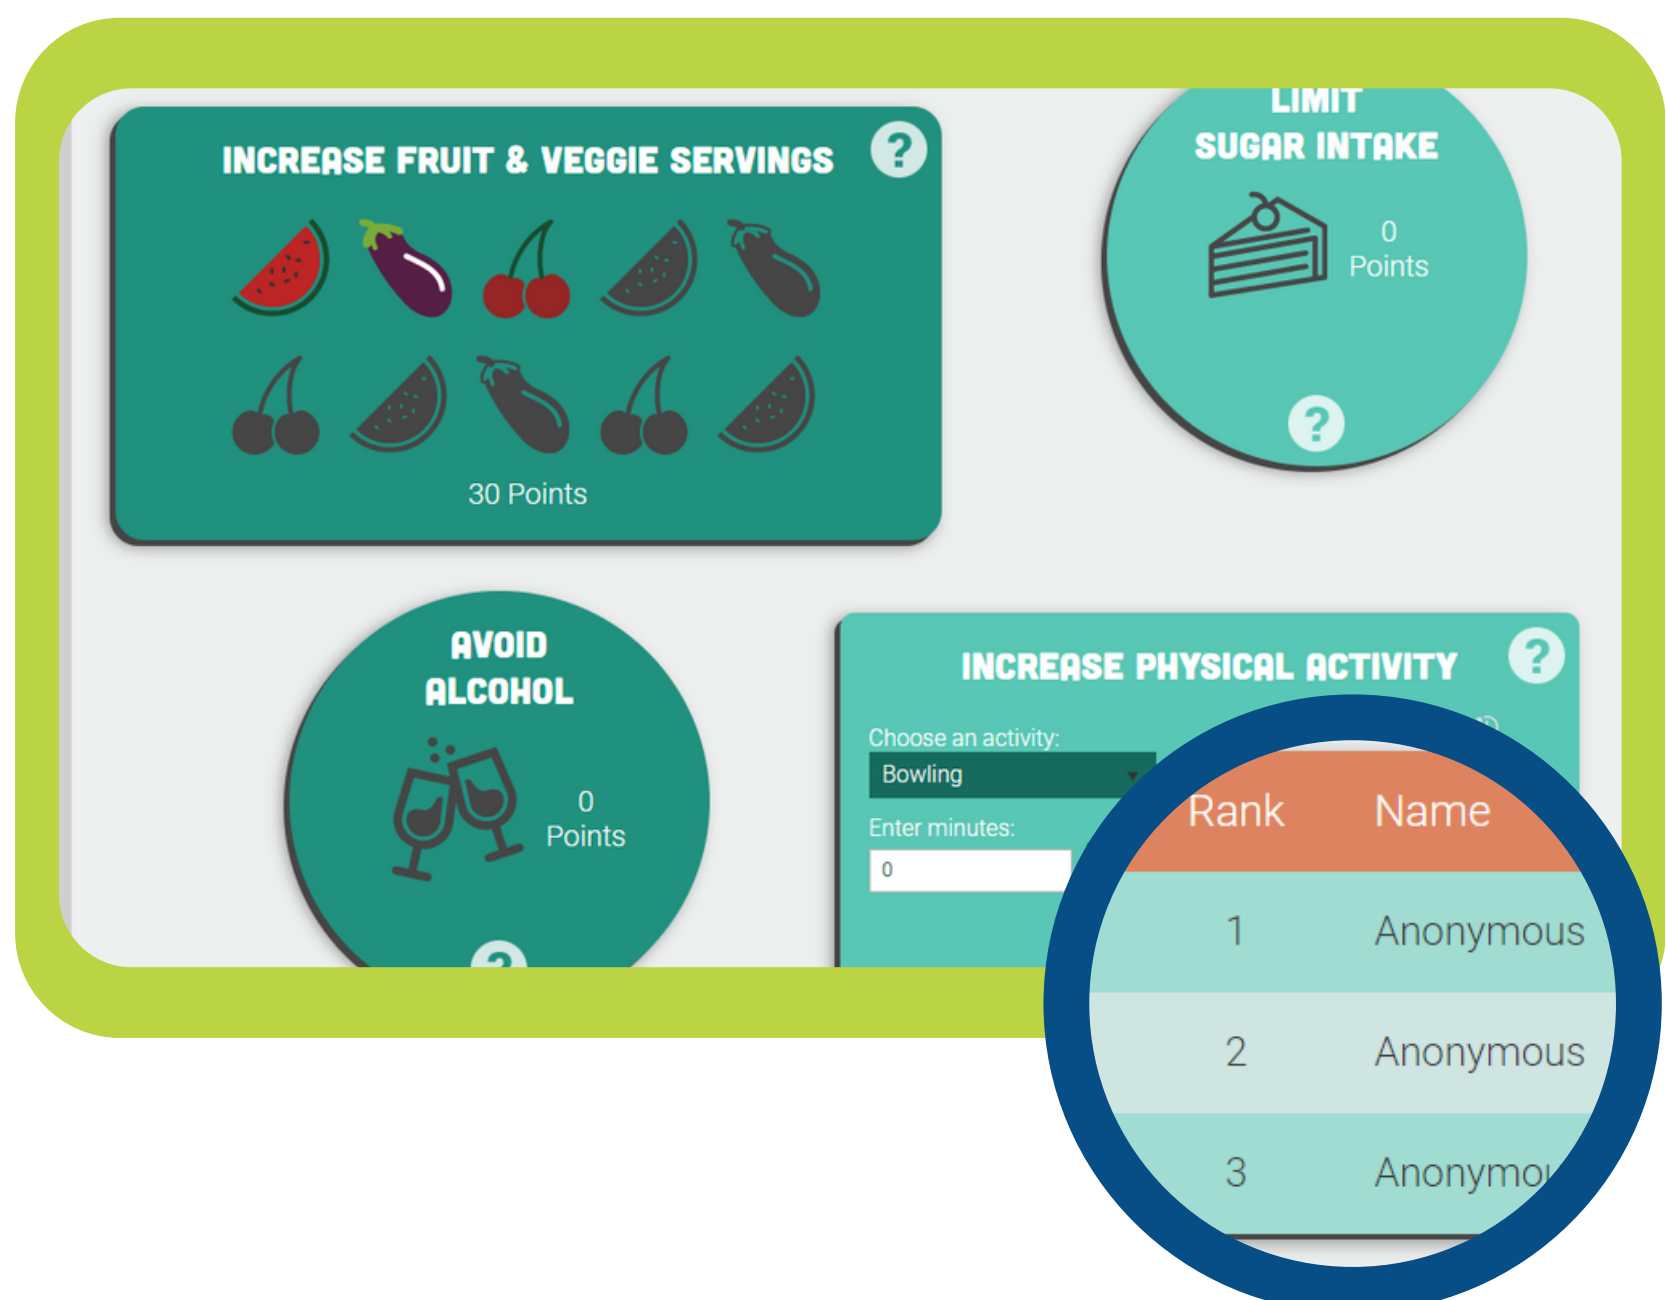 INCREASE FRUIT & VEGGIE SERVINGS
?
30 Points
LIMIT
SUGAR INTAKE
0
Points
?
AVOID
ALCOHOL
0
Points
?
INCREASE PHYSICAL ACTIVITY
?
Choose an activity:
Bowling
Enter minutes:
0
Rank Name
1 Anonymous
2 Anonymous
3 Anonymou